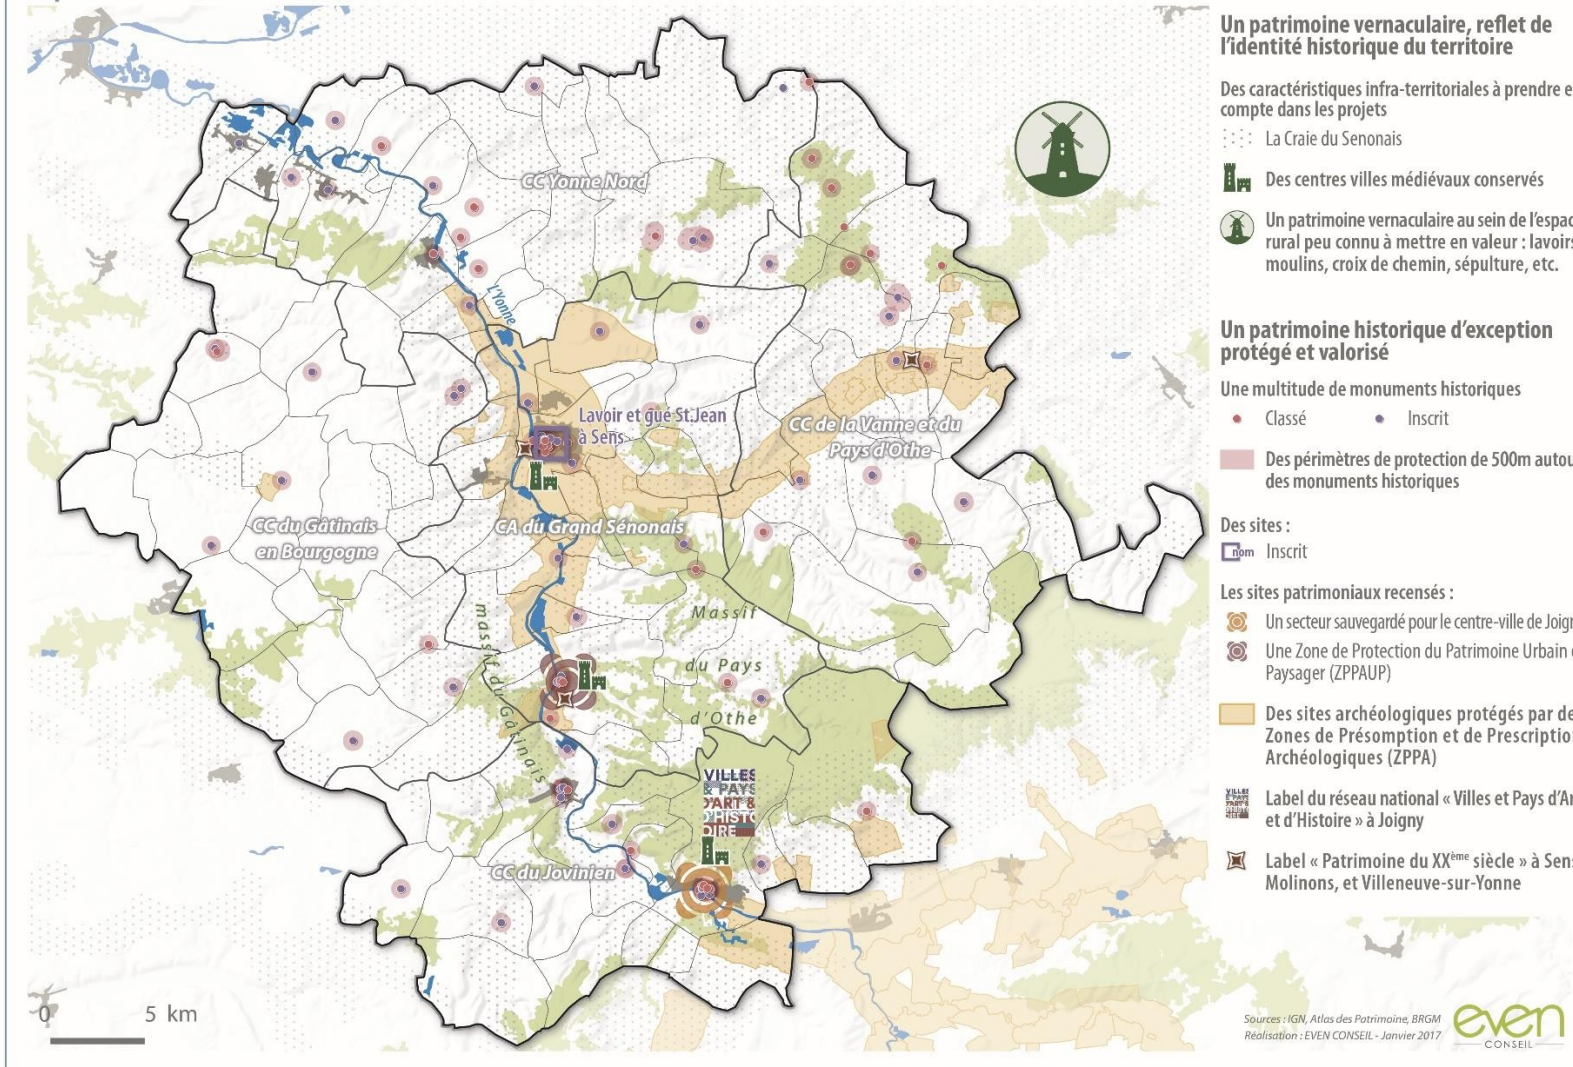 Un patrimoine vernaculaire, reflet de
l'identité historique du territoire
Des caractéristiques infra-territoriales à prendre e
compte dans les projets
La Craie du Senonais
Des centres villes médiévaux conservés
Un patrimoine vernaculaire au sein de l'espac
rural peu connu à mettre en valeur : lavoirs
moulins, croix de chemin, sépulture, etc.
Un patrimoine historique d'exception
protégé et valorisé
Une multitude de monuments historiques
Classé
Inscrit
Des périmètres de protection de 500m autou
des monuments historiques
Des sites :
nom
Inscrit
Les sites patrimoniaux recensés :
Un secteur sauvegardé pour le centre-ville de Joign
Une Zone de Protection du Patrimoine Urbain e
Paysager (ZPPAUP)
Des sites archéologiques protégés par de
Zones de Présomption et de Prescription
Archéologiques (ZPPA)
Label du réseau national « Villes et Pays d'Ar
et d'Histoire » à Joigny
Label « Patrimoine du XXème siècle » à Sens
Molinons, et Villeneuve-sur-Yonne
CC Yonne Nord
L'Yonne
Lavoir et gué St.Jean
à Sens
CC de la Vanne et du
Pays d'Othe
CC du Gâtinais
en Bourgogne
CA du Grand Sénonais
massif du Gâtinais
Massif
du Pays
d'Othe
VILLES
& PAYS
D'ART &
D'HISTO
IRE
CC du Jovinien
0
5 km
Sources : IGN, Atlas des Patrimoine, BRGM
Réalisation : EVEN CONSEIL - Janvier 2017
even
CONSEIL